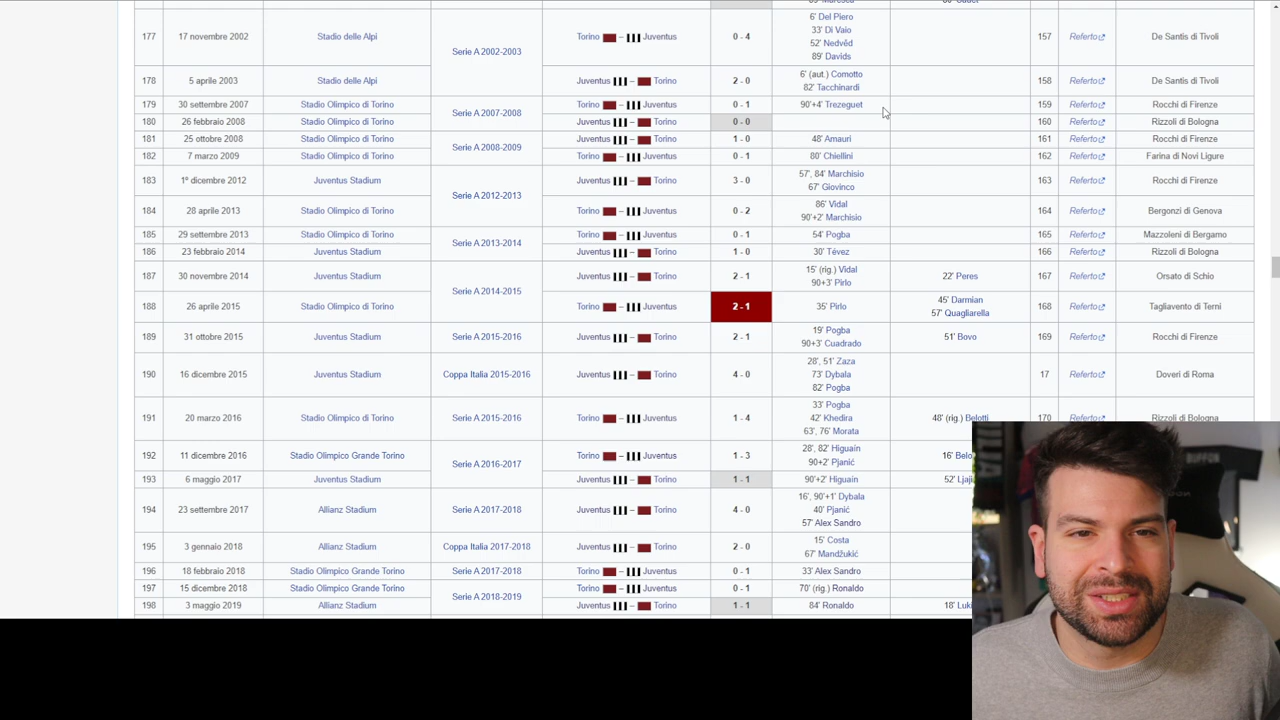 6' Del Piero
33' Di Vaio
177 17 novembre 2002 Stadio delle Alpi Torino – Juventus 0 - 4 157 Referto De Santis di Tivoli
52' Nedvěd
Serie A 2002-2003
89' Davids
6' (aut.) Comotto
178 5 aprile 2003 Stadio delle Alpi Juventus – Torino 2 - 0 158 Referto De Santis di Tivoli
82' Tacchinardi
179 30 settembre 2007 Stadio Olimpico di Torino Torino – Juventus 0 - 1 90'+4' Trezeguet 159 Referto Rocchi di Firenze
Serie A 2007-2008
180 26 febbraio 2008 Stadio Olimpico di Torino Juventus – Torino 0 - 0 160 Referto Rizzoli di Bologna
181 25 ottobre 2008 Stadio Olimpico di Torino Juventus – Torino 1 - 0 48' Amauri 161 Referto Rocchi di Firenze
Serie A 2008-2009
182 7 marzo 2009 Stadio Olimpico di Torino Torino – Juventus 0 - 1 80' Chiellini 162 Referto Farina di Novi Ligure
57', 84' Marchisio
183 1º dicembre 2012 Juventus Stadium Juventus – Torino 3 - 0 163 Referto Rocchi di Firenze
67' Giovinco
Serie A 2012-2013
86' Vidal
184 28 aprile 2013 Stadio Olimpico di Torino Torino – Juventus 0 - 2 164 Referto Bergonzi di Genova
90'+2' Marchisio
185 29 settembre 2013 Stadio Olimpico di Torino Torino – Juventus 0 - 1 54' Pogba 165 Referto Mazzoleni di Bergamo
Serie A 2013-2014
186 23 febbraio 2014 Juventus Stadium Juventus – Torino 1 - 0 30' Tévez 166 Referto Rizzoli di Bologna
15' (rig.) Vidal
187 30 novembre 2014 Juventus Stadium Juventus – Torino 2 - 1 22' Peres 167 Referto Orsato di Schio
90+3' Pirlo
Serie A 2014-2015
45' Darmian
188 26 aprile 2015 Stadio Olimpico di Torino Torino – Juventus 2 - 1 35' Pirlo 168 Referto Tagliavento di Terni
57' Quagliarella
19' Pogba
189 31 ottobre 2015 Juventus Stadium Serie A 2015-2016 Juventus – Torino 2 - 1 51' Bovo 169 Referto Rocchi di Firenze
90+3' Cuadrado
28', 51' Zaza
190 16 dicembre 2015 Juventus Stadium Coppa Italia 2015-2016 Juventus – Torino 4 - 0 73' Dybala 17 Referto Doveri di Roma
82' Pogba
33' Pogba
191 20 marzo 2016 Stadio Olimpico di Torino Serie A 2015-2016 Torino – Juventus 1 - 4 42' Khedira 48' (rig.) Belotti 170 Referto Rizzoli di Bologna
63', 76' Morata
28', 82' Higuaín
192 11 dicembre 2016 Stadio Olimpico Grande Torino Torino – Juventus 1 - 3 16' Belo
90+2' Pjanić
Serie A 2016-2017
193 6 maggio 2017 Juventus Stadium Juventus – Torino 1 - 1 90'+2' Higuaín 52' Ljaji
16', 90'+1' Dybala
194 23 settembre 2017 Allianz Stadium Serie A 2017-2018 Juventus – Torino 4 - 0 40' Pjanić
57' Alex Sandro
15' Costa
195 3 gennaio 2018 Allianz Stadium Coppa Italia 2017-2018 Juventus – Torino 2 - 0
67' Mandžukić
196 18 febbraio 2018 Stadio Olimpico Grande Torino Serie A 2017-2018 Torino – Juventus 0 - 1 33' Alex Sandro
197 15 dicembre 2018 Stadio Olimpico Grande Torino Torino – Juventus 0 - 1 70' (rig.) Ronaldo
Serie A 2018-2019
198 3 maggio 2019 Allianz Stadium Juventus – Torino 1 - 1 84' Ronaldo 18' Luki